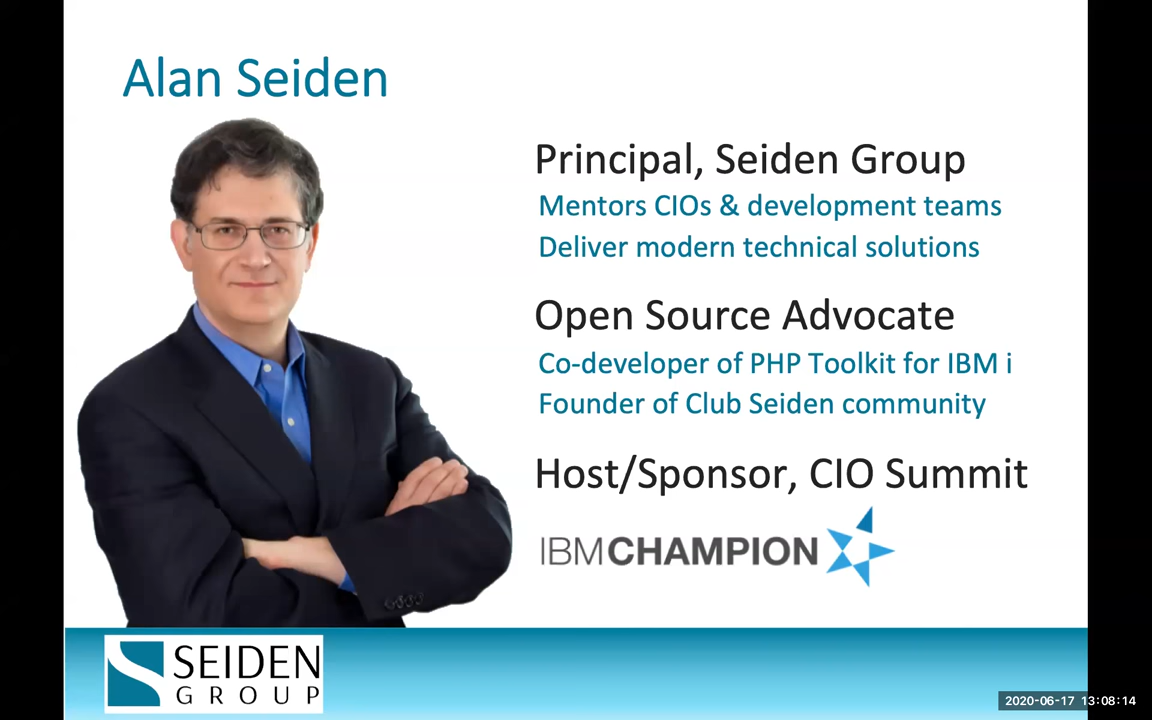 Alan Seiden
Principal, Seiden Group
Mentors CIOs & development teams
Deliver modern technical solutions
Open Source Advocate
Co-developer of PHP Toolkit for IBM i
Founder of Club Seiden community
Host/Sponsor, CIO Summit
IBM CHAMPION
SEIDEN
GROUP
2020-06-17 13:08:14